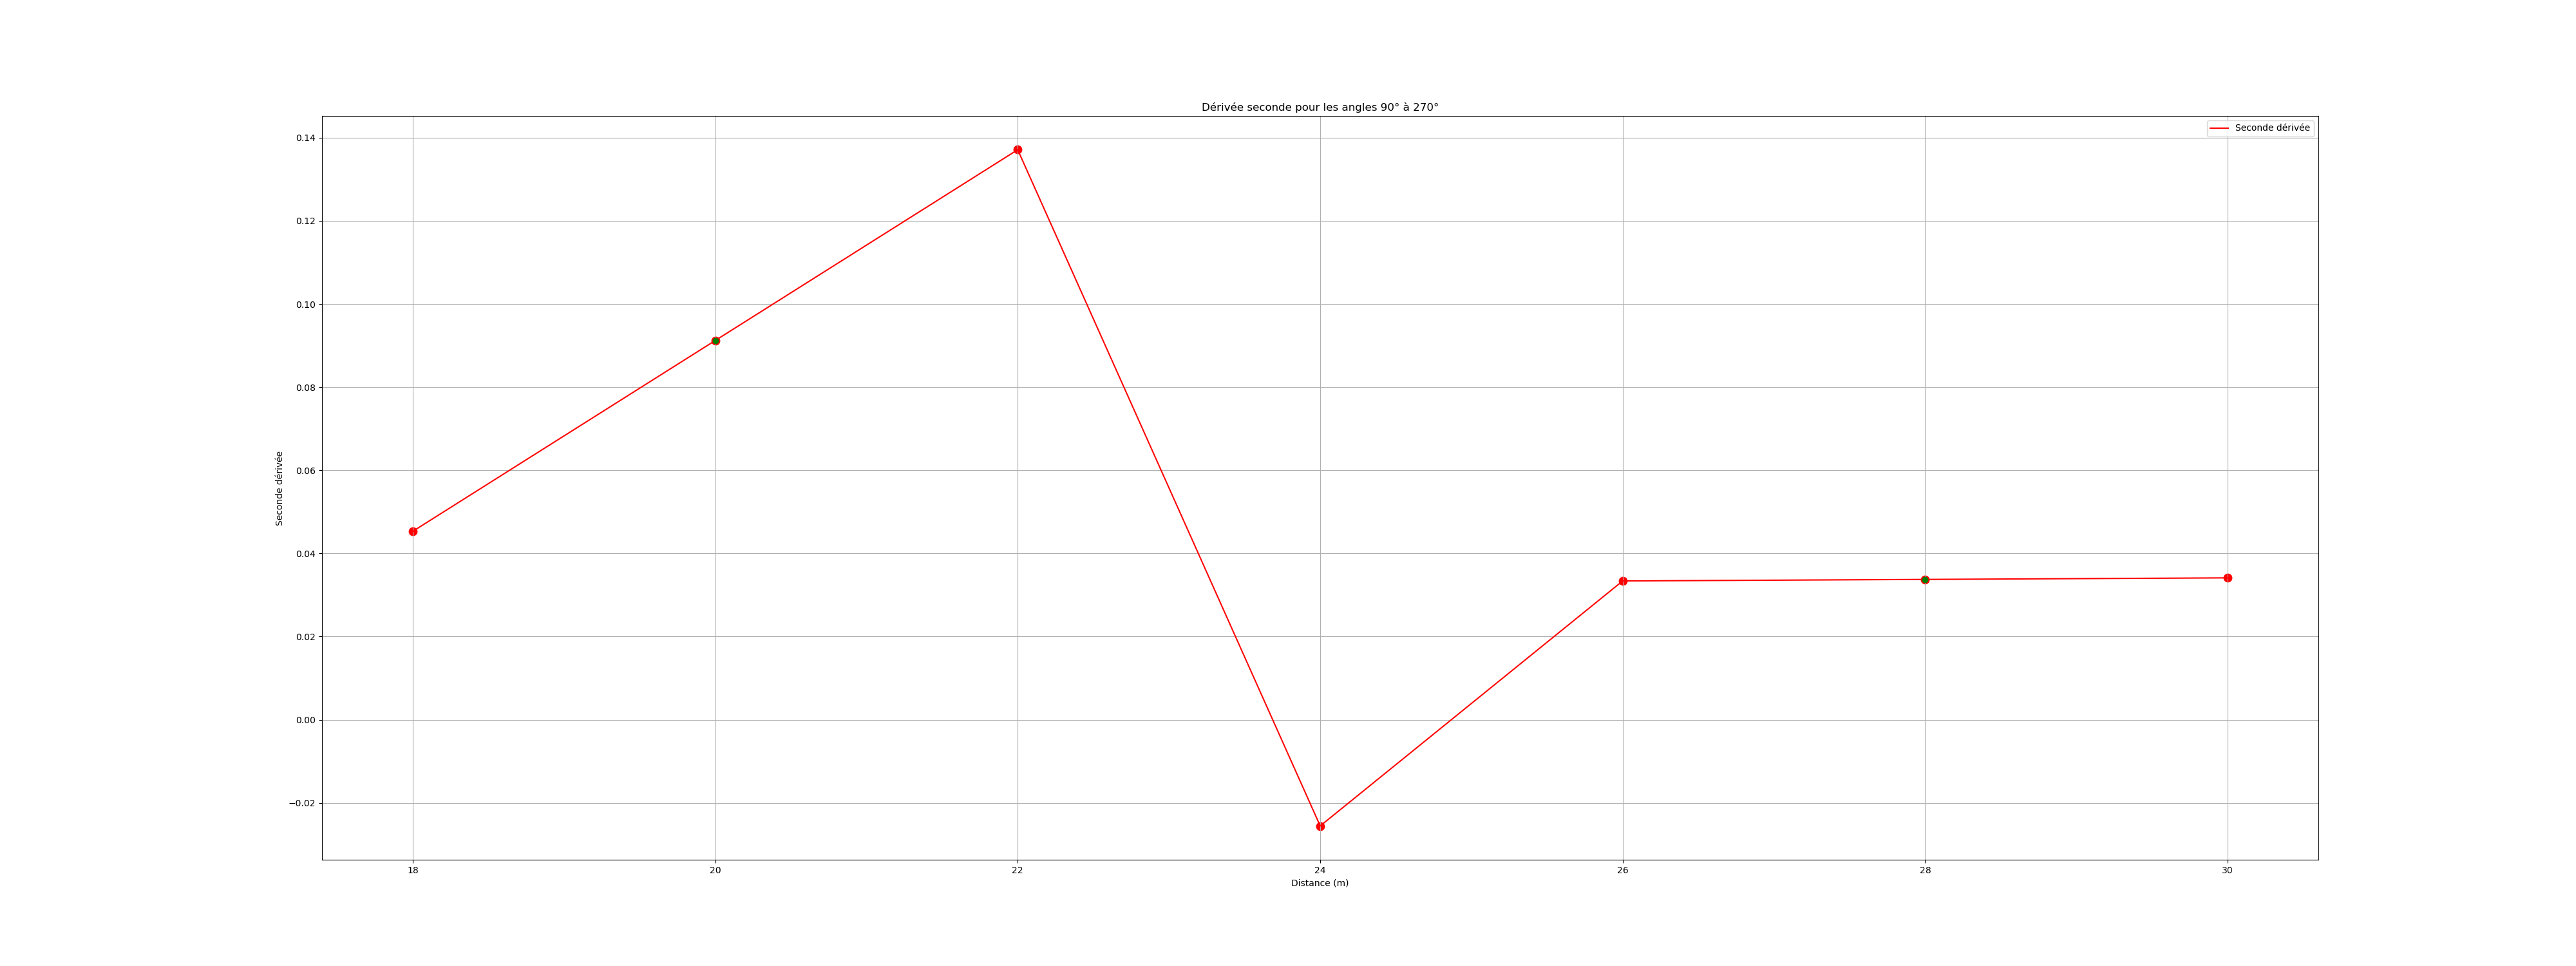 Dérivée seconde pour les angles 90° à 270°
Seconde dérivée
0.14
0.12
0.10
0.08
0.06
0.04
0.02
0.00
−0.02
Seconde dérivée
18 20 22 24 26 28 30
Distance (m)